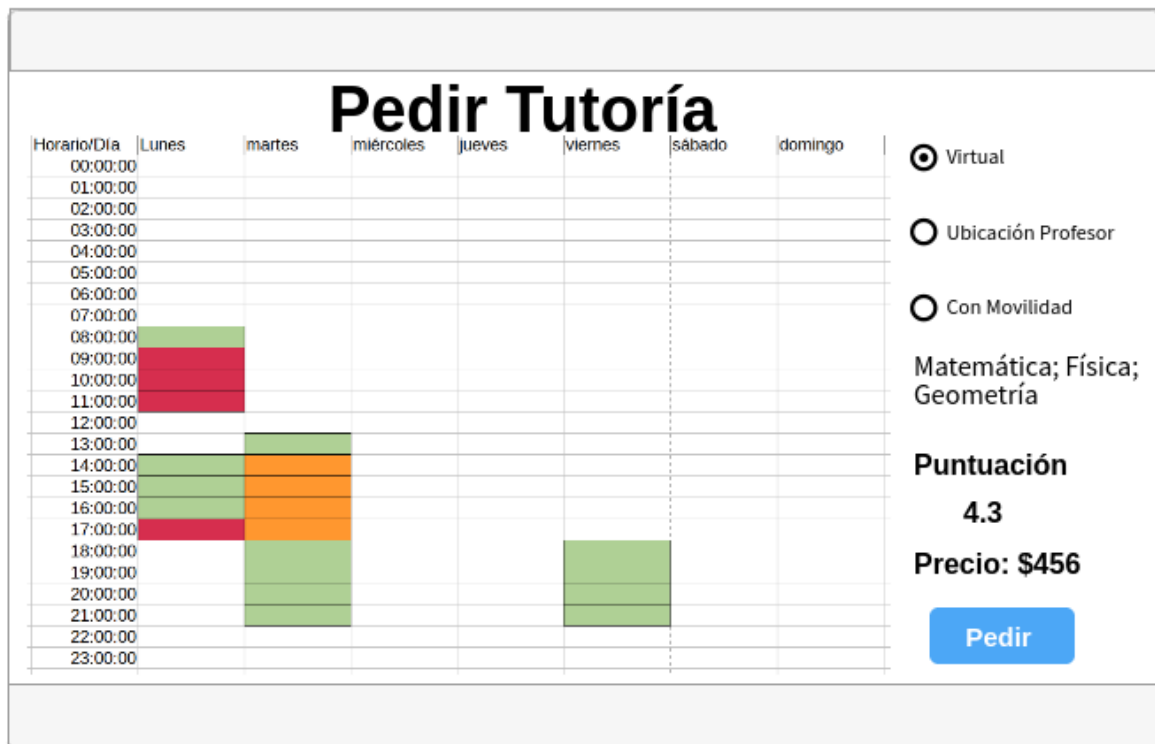 Pedir Tutoría
Horario/Día Lunes martes miércoles jueves viernes sábado domingo
00:00:00
01:00:00
02:00:00
03:00:00
04:00:00
05:00:00
06:00:00
07:00:00
08:00:00
09:00:00
10:00:00
11:00:00
12:00:00
13:00:00
14:00:00
15:00:00
16:00:00
17:00:00
18:00:00
19:00:00
20:00:00
21:00:00
22:00:00
23:00:00
Virtual
Ubicación Profesor
Con Movilidad
Matemática; Física;
Geometría
Puntuación
4.3
Precio: $456
Pedir